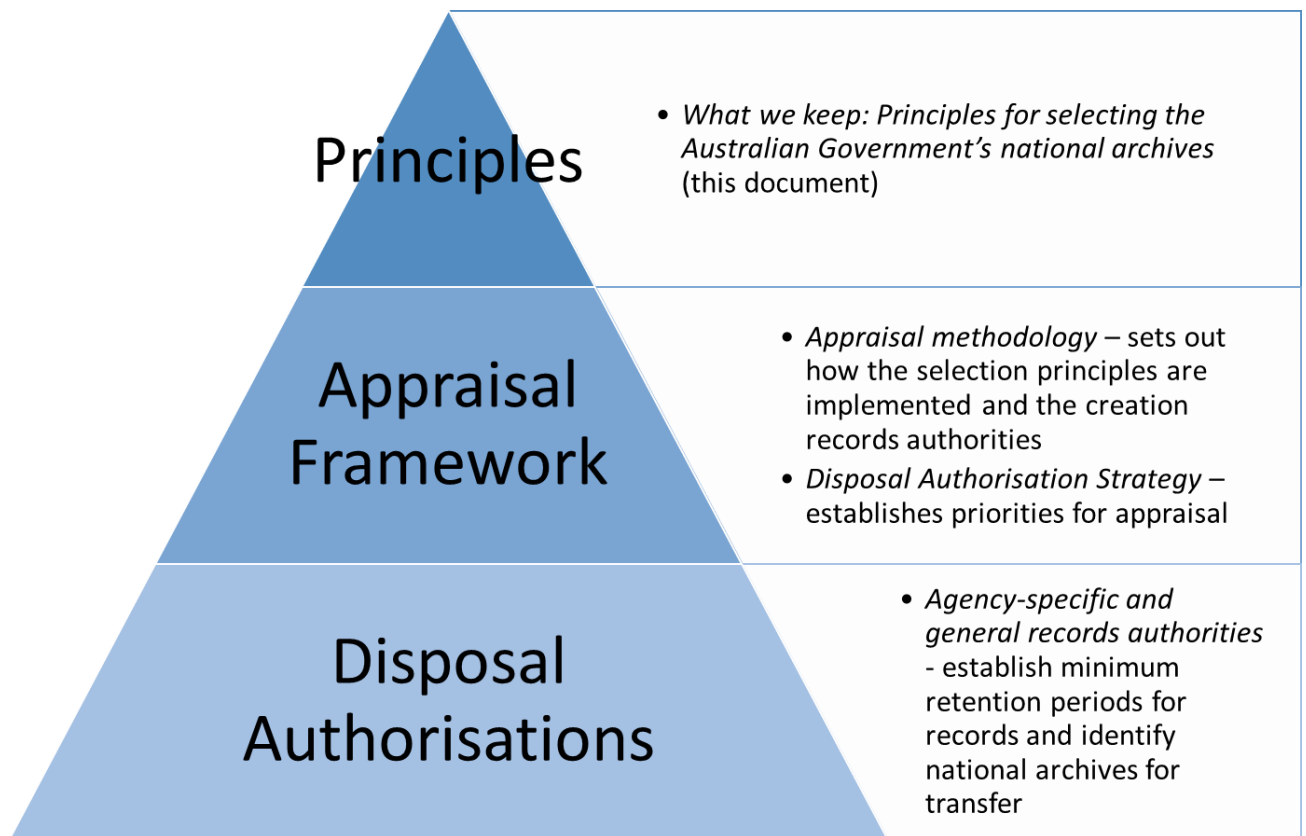 Principles
• What we keep: Principles for selecting the
Australian Government’s national archives
(this document)
Appraisal
Framework
• Appraisal methodology – sets out
how the selection principles are
implemented and the creation
records authorities
• Disposal Authorisation Strategy –
establishes priorities for appraisal
Disposal
Authorisations
• Agency-specific and
general records authorities
- establish minimum
retention periods for
records and identify
national archives for
transfer